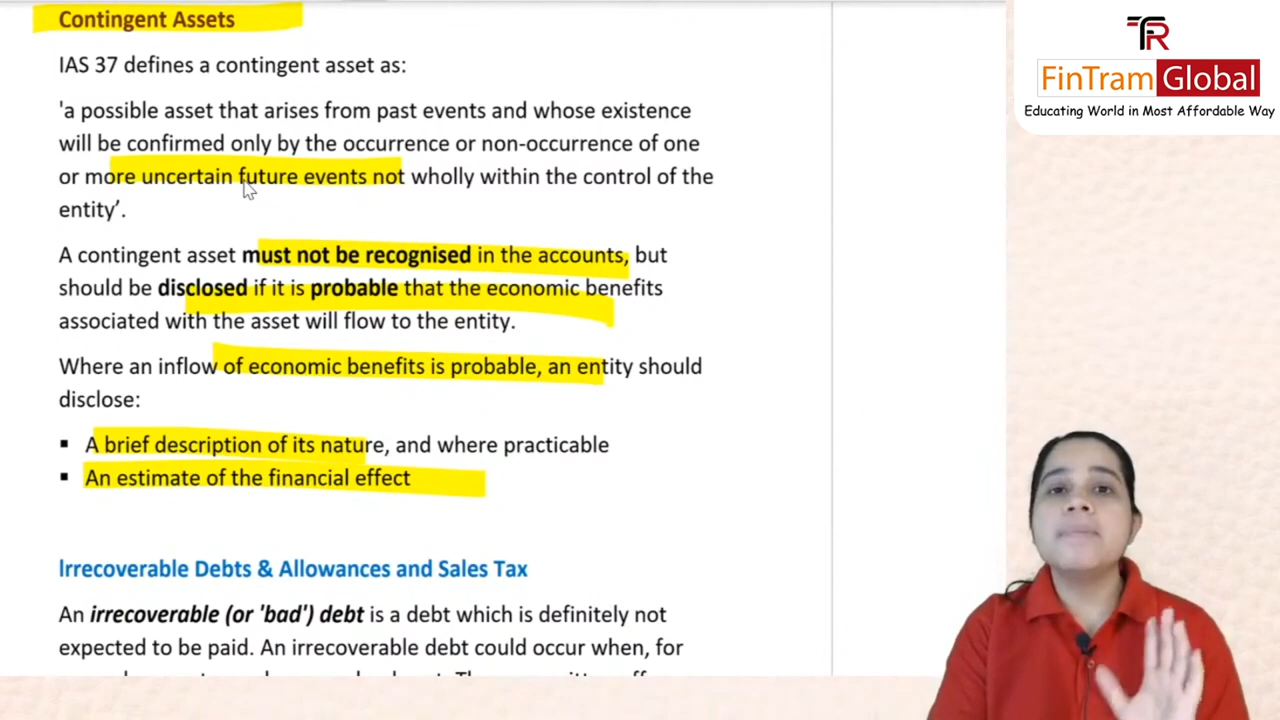 Contingent Assets
IAS 37 defines a contingent asset as:
'a possible asset that arises from past events and whose existence
will be confirmed only by the occurrence or non-occurrence of one
or more uncertain future events not wholly within the control of the
entity'.
A contingent asset must not be recognised in the accounts, but
should be disclosed if it is probable that the economic benefits
associated with the asset will flow to the entity.
Where an inflow of economic benefits is probable, an entity should
disclose:
▪ A brief description of its nature, and where practicable
▪ An estimate of the financial effect
Irrecoverable Debts & Allowances and Sales Tax
An irrecoverable (or 'bad') debt is a debt which is definitely not
expected to be paid. An irrecoverable debt could occur when, for
FinTram Global
Educating World in Most Affordable Way